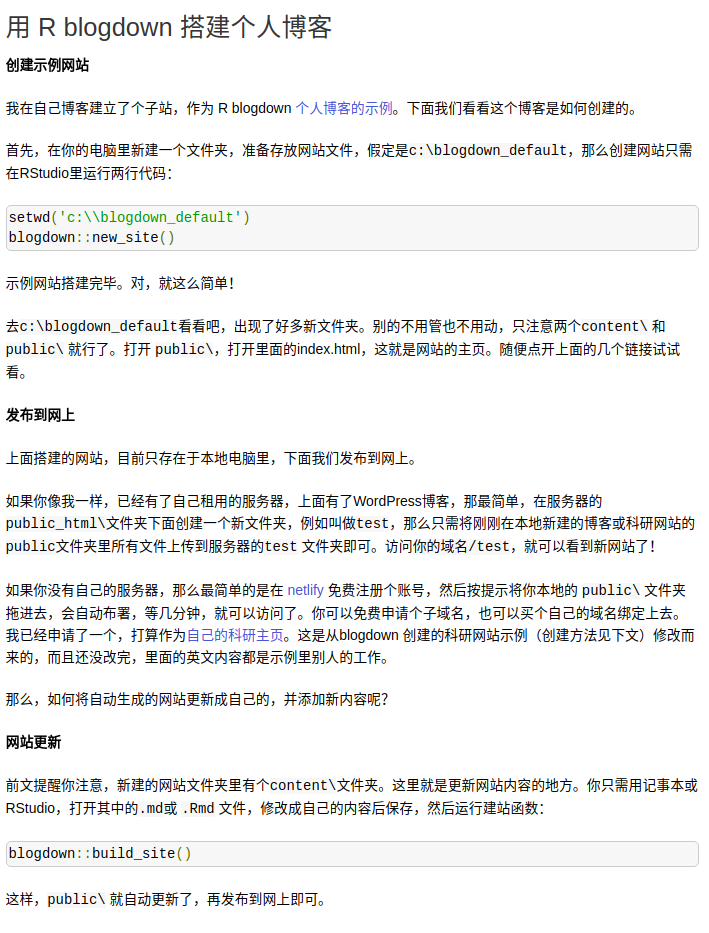 用 R blogdown 搭建个人博客
创建示例网站
我在自己博客建立了个子站，作为 R blogdown 个人博客的示例。下面我们看看这个博客是如何创建的。
首先，在你的电脑里新建一个文件夹，准备存放网站文件，假定是c:\blogdown_default，那么创建网站只需
在RStudio里运行两行代码：
setwd('c:\\blogdown_default')
blogdown::new_site()
示例网站搭建完毕。对，就这么简单！
去c:\blogdown_default看看吧，出现了好多新文件夹。别的不用管也不用动，只注意两个content\ 和
public\ 就行了。打开 public\，打开里面的index.html，这就是网站的主页。随便点开上面的几个链接试试
看。
发布到网上
上面搭建的网站，目前只存在于本地电脑里，下面我们发布到网上。
如果你像我一样，已经有了自己租用的服务器，上面有了WordPress博客，那最简单，在服务器的
public_html\文件夹下面创建一个新文件夹，例如叫做test，那么只需将刚刚在本地新建的博客或科研网站的
public文件夹里所有文件上传到服务器的test 文件夹即可。访问你的域名/test，就可以看到新网站了！
如果你没有自己的服务器，那么最简单的是在 netlify 免费注册个账号，然后按提示将你本地的 public\ 文件夹
拖进去，会自动布署，等几分钟，就可以访问了。你可以免费申请个子域名，也可以买个自己的域名绑定上去。
我已经申请了一个，打算作为自己的科研主页。这是从blogdown 创建的科研网站示例（创建方法见下文）修改而
来的，而且还没改完，里面的英文内容都是示例里别人的工作。
那么，如何将自动生成的网站更新成自己的，并添加新内容呢？
网站更新
前文提醒你注意，新建的网站文件夹里有个content\文件夹。这里就是更新网站内容的地方。你只需用记事本或
RStudio，打开其中的.md或 .Rmd 文件，修改成自己的内容后保存，然后运行建站函数：
blogdown::build_site()
这样，public\ 就自动更新了，再发布到网上即可。